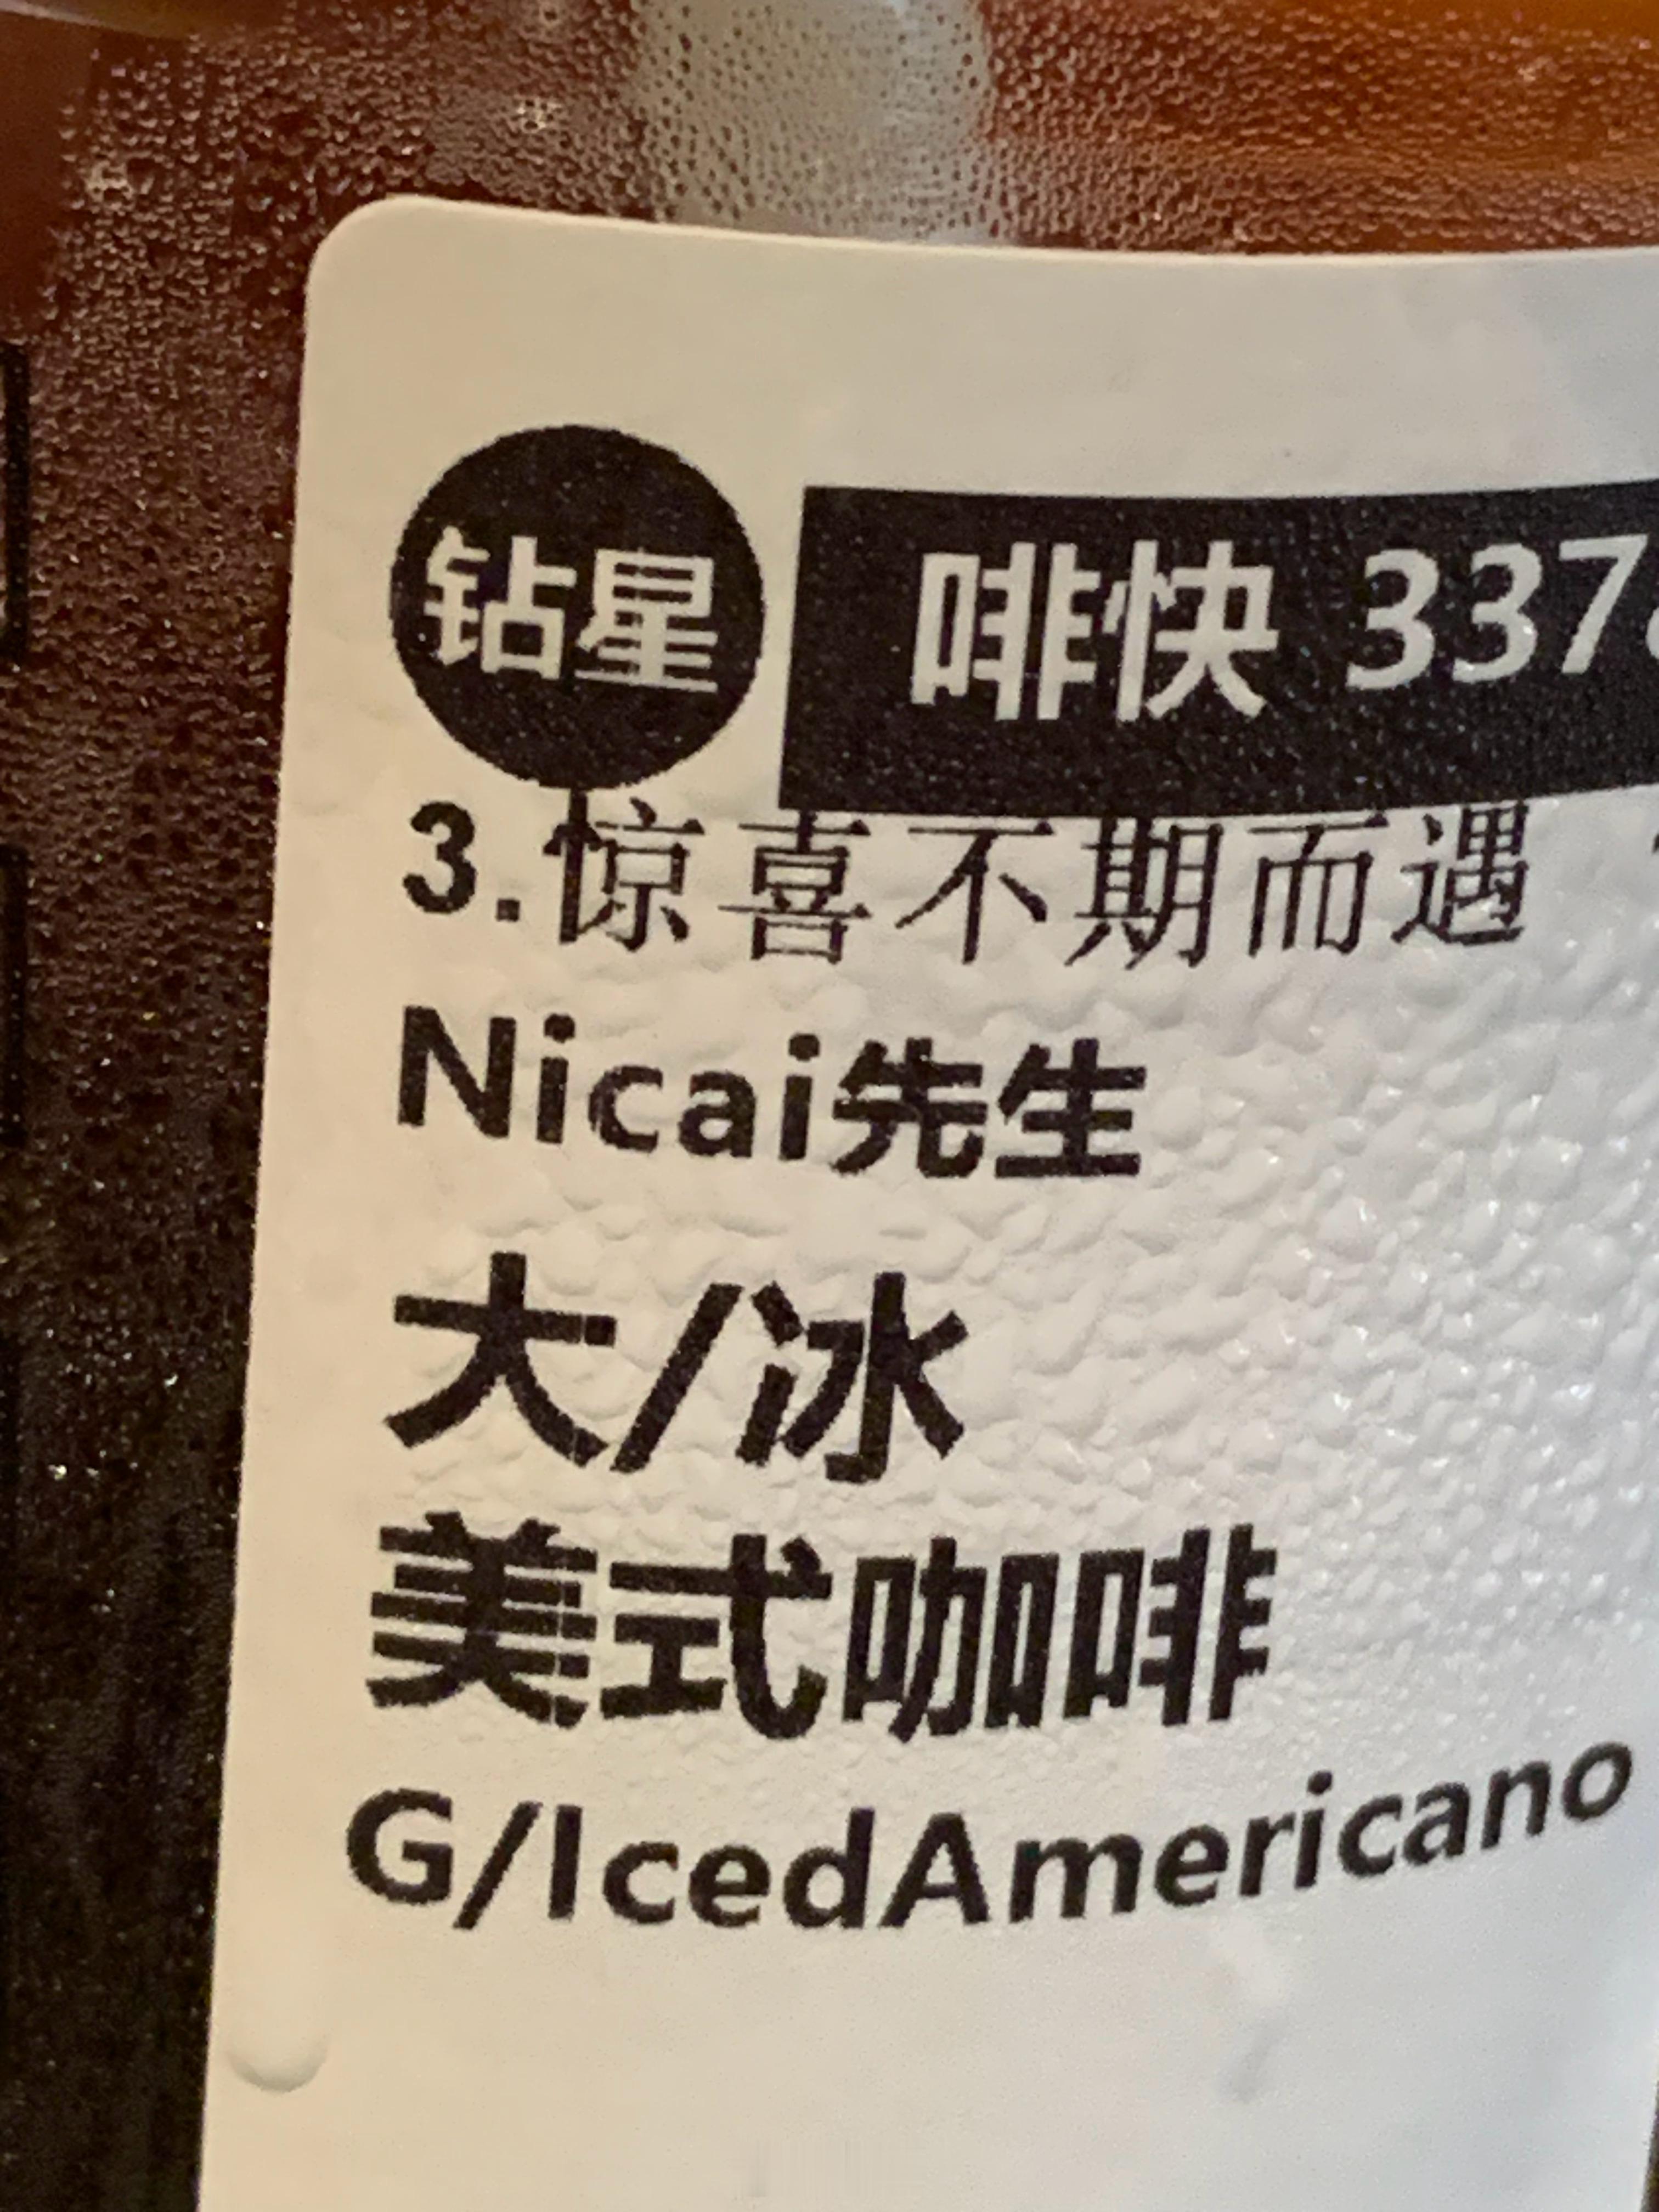 钻星
啡快 337
3.惊喜不期而遇
Nicai先生
大/冰
美式咖啡
G/IcedAmericano